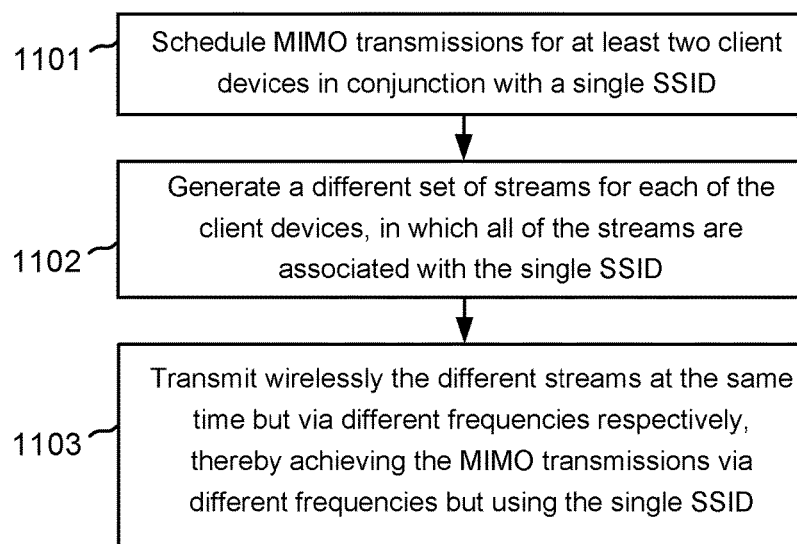 1101
Schedule MIMO transmissions for at least two client
devices in conjunction with a single SSID
1102
Generate a different set of streams for each of the
client devices, in which all of the streams are
associated with the single SSID
1103
Transmit wirelessly the different streams at the same
time but via different frequencies respectively,
thereby achieving the MIMO transmissions via
different frequencies but using the single SSID